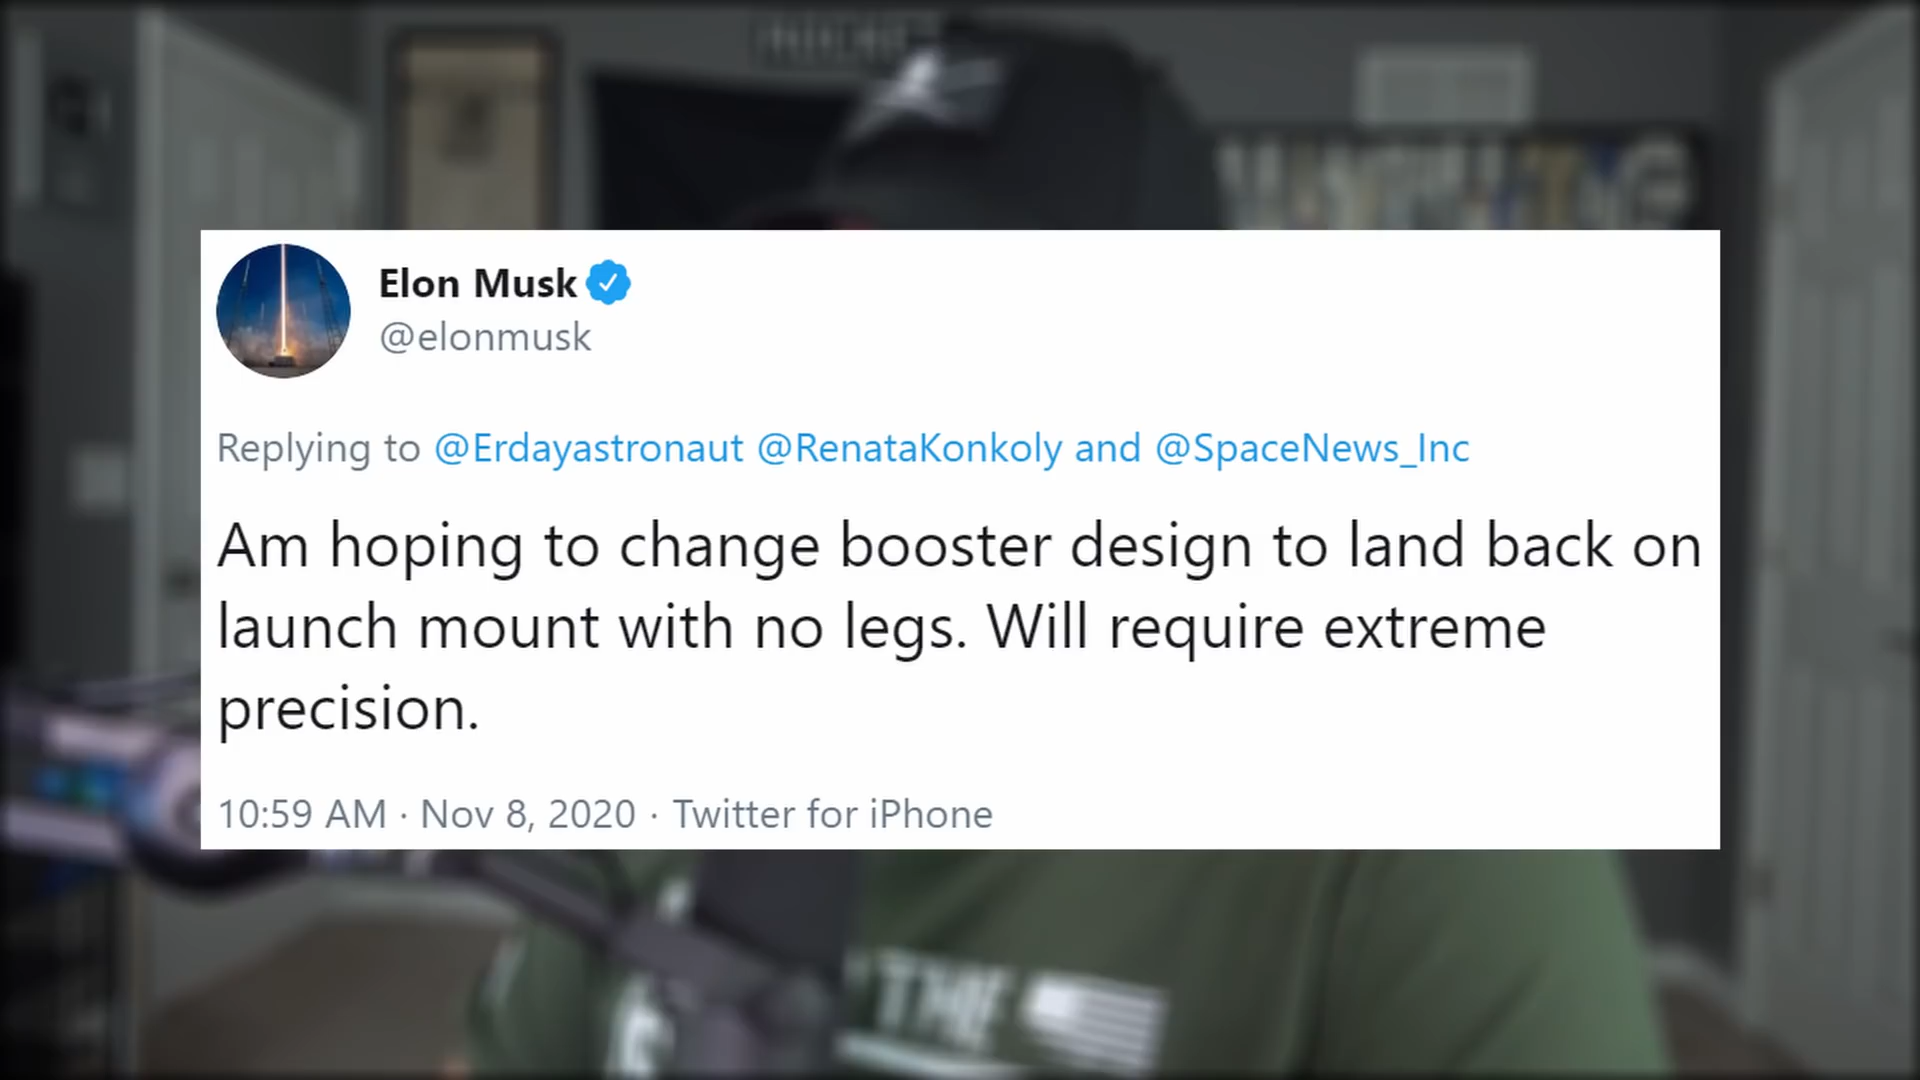 Elon Musk
@elonmusk
Replying to @Erdayastronaut @RenataKonkoly and @SpaceNews_Inc
Am hoping to change booster design to land back on
launch mount with no legs. Will require extreme
precision.
10:59 AM · Nov 8, 2020 · Twitter for iPhone
THE